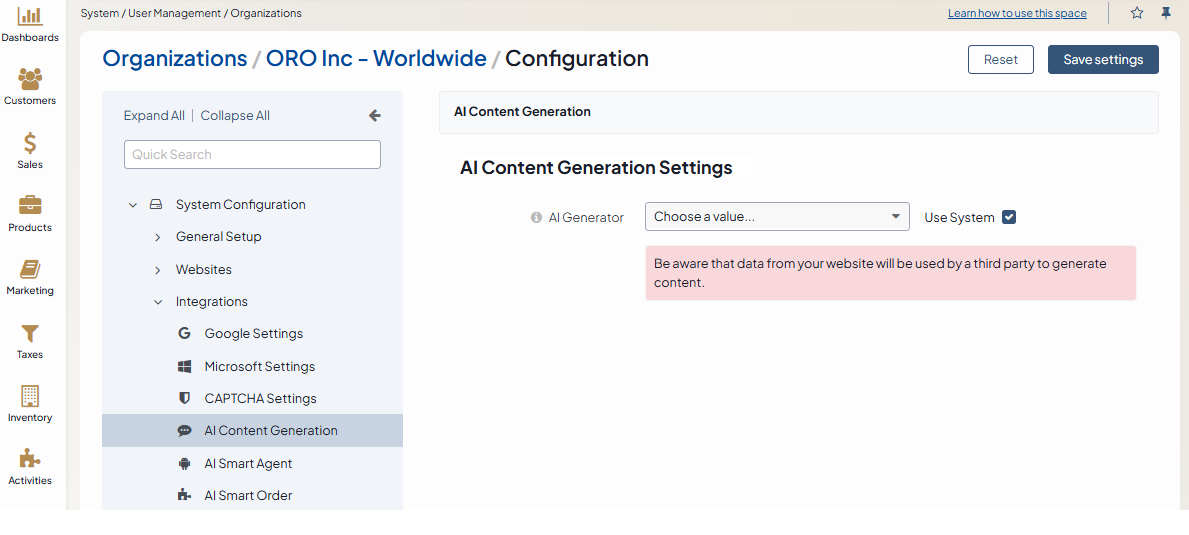 System / User Management / Organizations
Learn how to use this space
Dashboards
Customers
Sales
Products
Marketing
Taxes
Inventory
Activities
Organizations / ORO Inc - Worldwide / Configuration
Reset
Save settings
Expand All | Collapse All
Quick Search
System Configuration
General Setup
Websites
Integrations
Google Settings
Microsoft Settings
CAPTCHA Settings
AI Content Generation
AI Smart Agent
AI Smart Order
AI Content Generation
AI Content Generation Settings
AI Generator
Choose a value...
Use System
Be aware that data from your website will be used by a third party to generate
content.